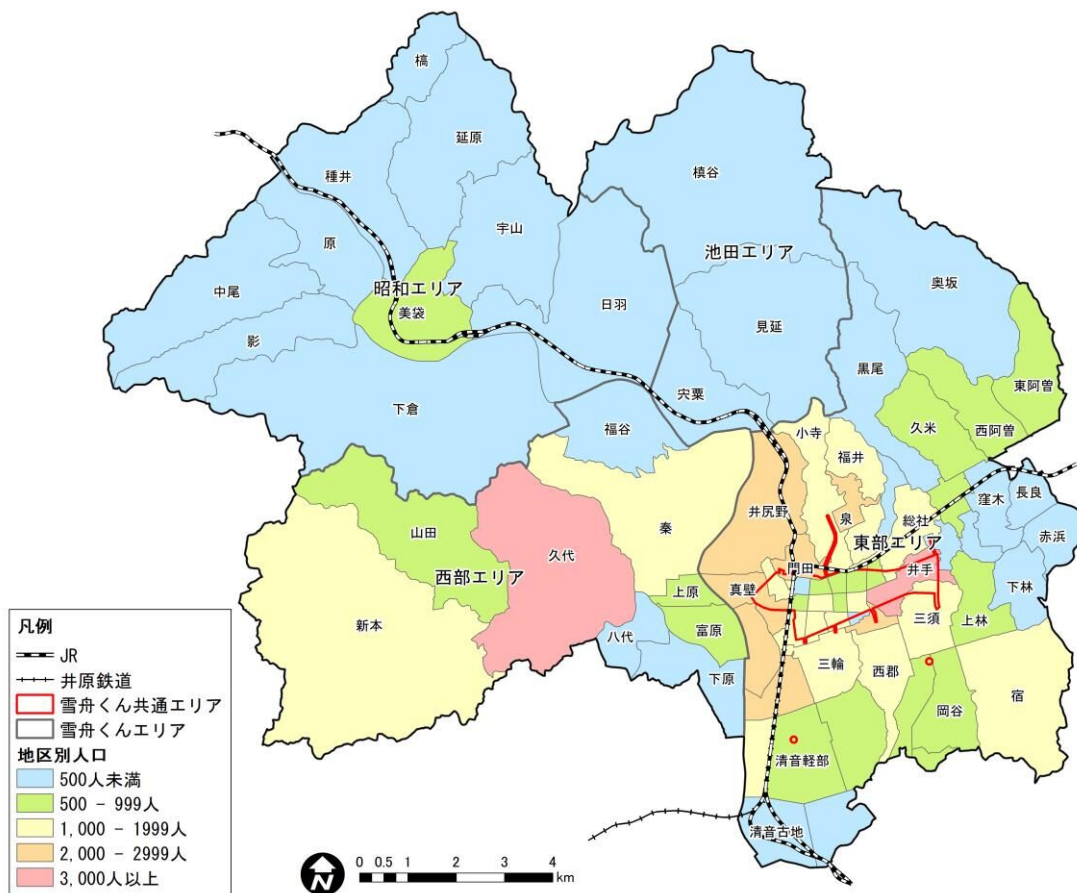 槁
延原
種井
槙谷
宇山
原
池田エリア
奥坂
昭和エリア
中尾
日羽
美袋
見延
影
黒尾
東阿曽
宍粟
下倉
小寺
久米
西阿曽
福谷
福井
窪木
長良
井尻野
泉
総社
秦
赤浜
山田
久代
東部エリア
門田
井手
西部エリア
下林
真壁
上原
三須
上林
新本
富原
八代
三輪
西郡
下原
宿
岡谷
清音軽部
清音古地
凡例
JR
井原鉄道
雪舟くん共通エリア
雪舟くんエリア
地区別人口
500人未満
500 - 999人
1,000 - 1999人
2,000 - 2999人
3,000人以上
N
0 0.5 1 2 3 4
km